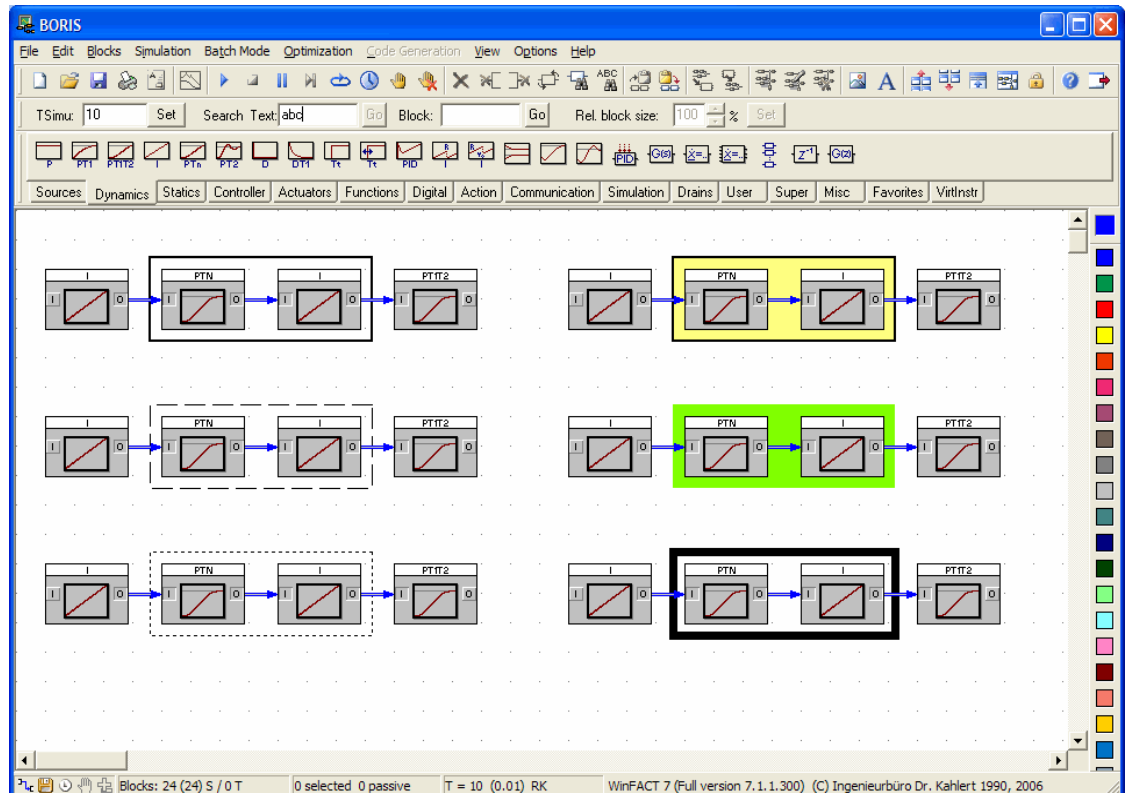 BORIS
File Edit Blocks Simulation Batch Mode Optimization Code Generation View Options Help
ABC
A
TSimu: 10 Set Search Text: abc Go Block: Go Rel. block size: 100 % Set
P PT1 PT1T2 I PTn PT2 D DT1 Tt Tt PID PID G(s) ẋ=.. ẋ=.. z⁻¹ G(z)
Sources Dynamics Statics Controller Actuators Functions Digital Action Communication Simulation Drains User Super Misc Favorites VirtInstr
I PTN I PT1T2 I PTN I PT1T2
I O I O I O I O I O I O I O I O
I PTN I PT1T2 I PTN I PT1T2
I O I O I O I O I O I O I O I O
I PTN I PT1T2 I PTN I PT1T2
I O I O I O I O I O I O I O I O
Blocks: 24 (24) S / 0 T 0 selected 0 passive T = 10 (0.01) RK WinFACT 7 (Full version 7.1.1.300) (C) Ingenieurbüro Dr. Kahlert 1990, 2006